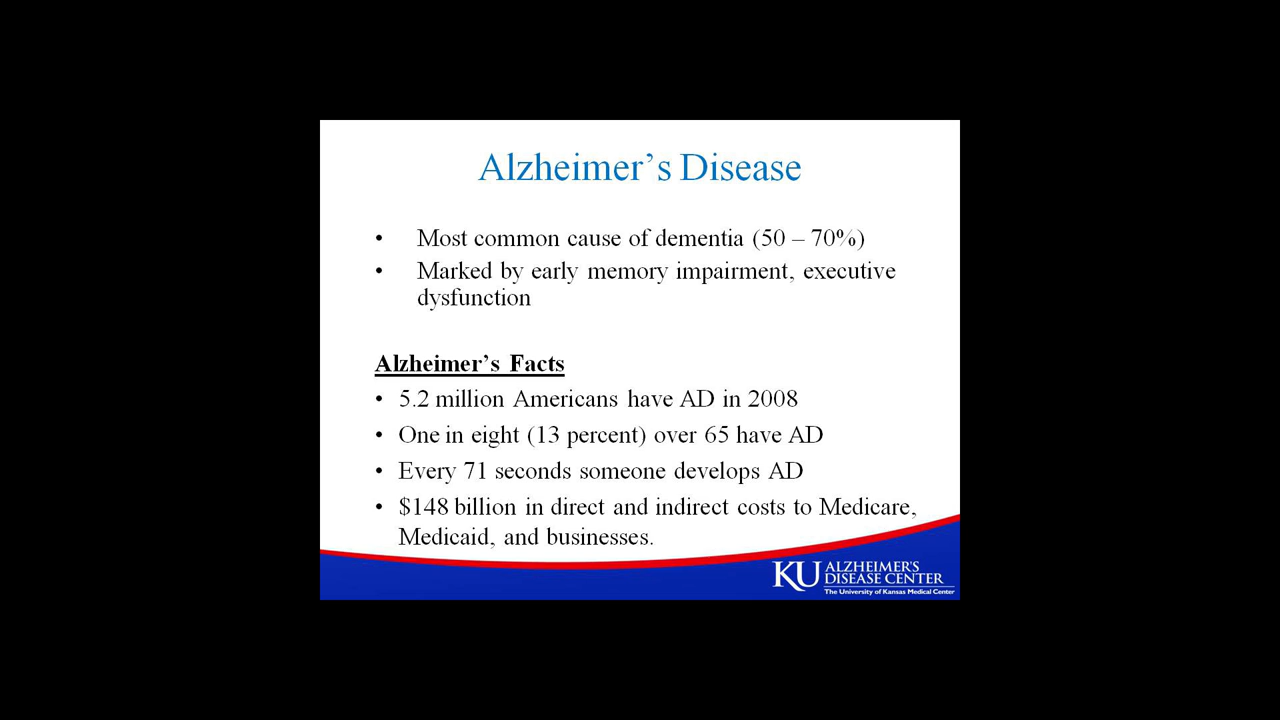 Alzheimer’s Disease
• Most common cause of dementia (50 – 70%)
• Marked by early memory impairment, executive
dysfunction
Alzheimer’s Facts
• 5.2 million Americans have AD in 2008
• One in eight (13 percent) over 65 have AD
• Every 71 seconds someone develops AD
• $148 billion in direct and indirect costs to Medicare,
Medicaid, and businesses.
KU ALZHEIMER'S
DISEASE CENTER
The University of Kansas Medical Center